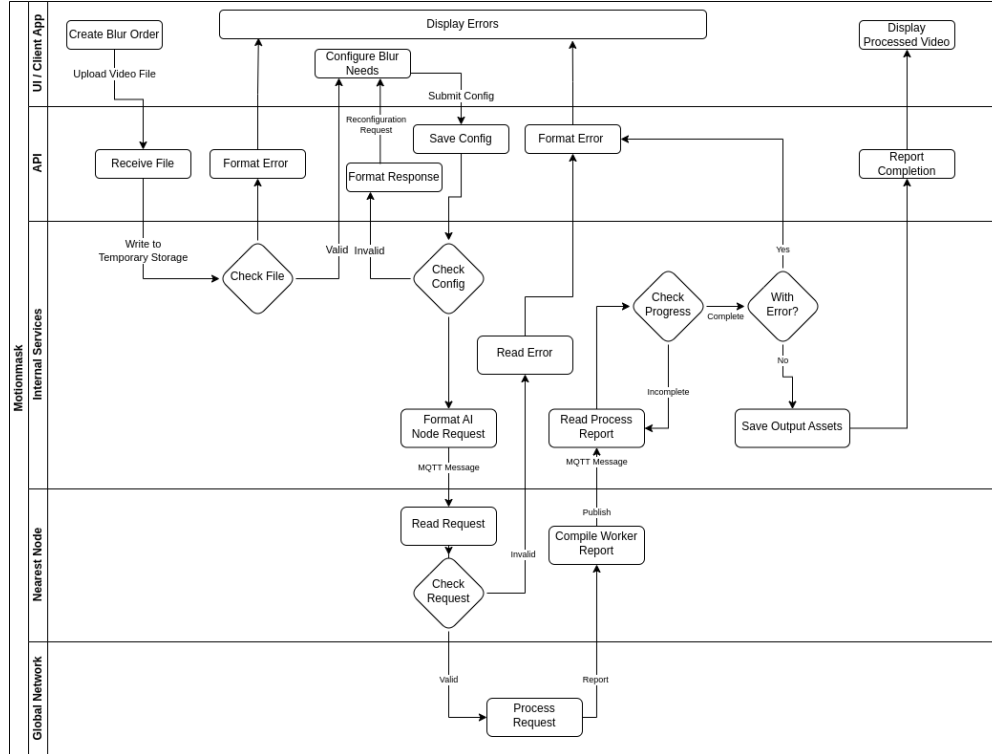 Motionmask
UI / Client App
Create Blur Order
Upload Video File
Display Errors
Configure Blur
Needs
Submit Config
Reconfiguration
Request
Display
Processed Video
API
Receive File
Format Error
Format Response
Save Config
Format Error
Report
Completion
Internal Services
Write to
Temporary Storage
Check File
Valid
Invalid
Check
Config
Read Error
Check
Progress
Complete
Incomplete
With
Error?
Yes
No
Format AI
Node Request
MQTT Message
Read Process
Report
MQTT Message
Save Output Assets
Nearest Node
Read Request
Check
Request
Invalid
Publish
Compile Worker
Report
Global Network
Valid
Process
Request
Report